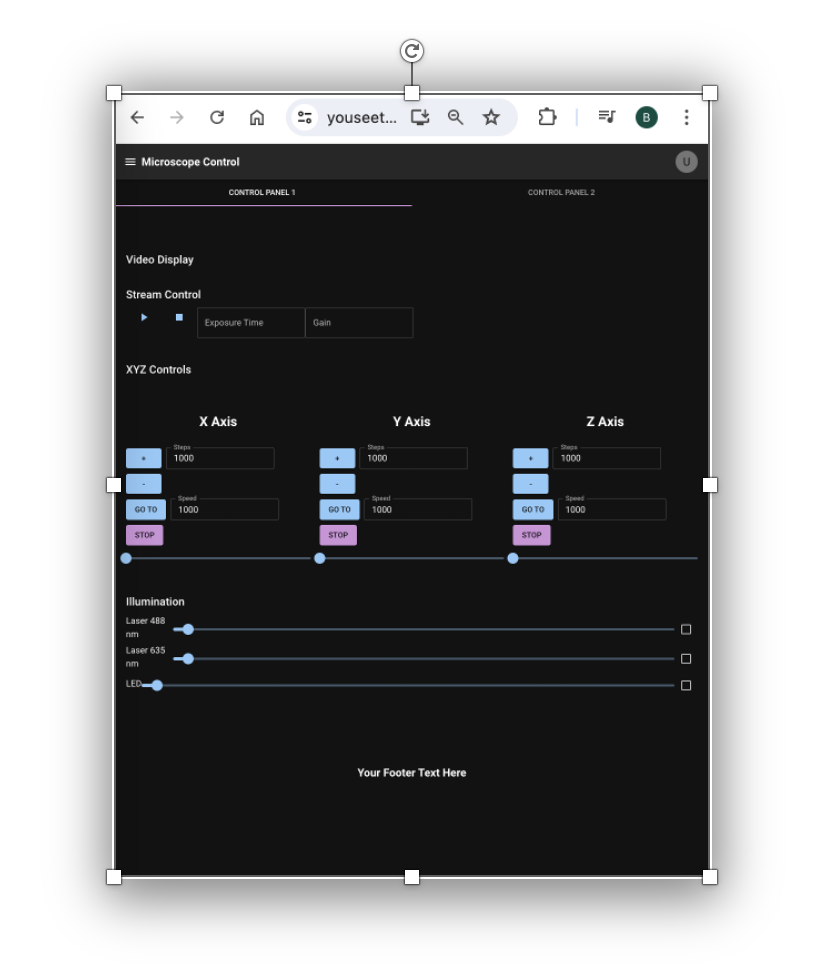 youseet...
B
Microscope Control
U
CONTROL PANEL 1
CONTROL PANEL 2
Video Display
Stream Control
Exposure Time
Gain
XYZ Controls
X Axis
Y Axis
Z Axis
Steps
Steps
Steps
+ 1000
+ 1000
+ 1000
-
-
-
Speed
Speed
Speed
GO TO 1000
GO TO 1000
GO TO 1000
STOP
STOP
STOP
Illumination
Laser 488
nm
Laser 635
nm
LED
Your Footer Text Here